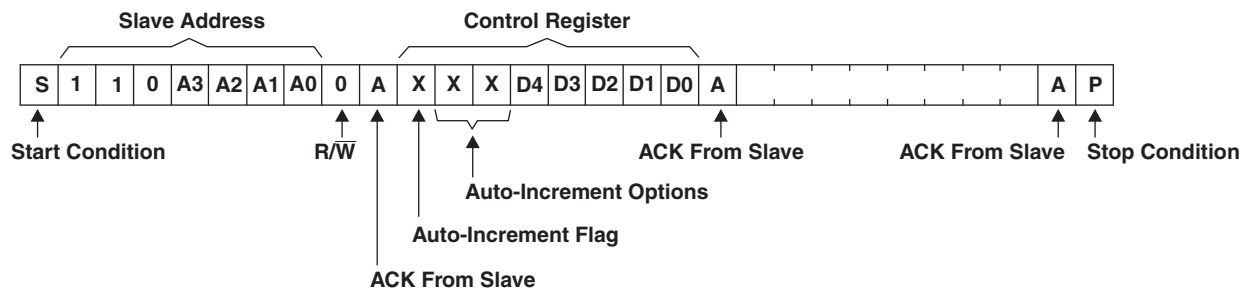 Slave Address Control Register
S 1 1 0 A3 A2 A1 A0 0 A X X X D4 D3 D2 D1 D0 A A P
Start Condition R/W̅ ACK From Slave ACK From Slave Stop Condition
Auto-Increment Options
Auto-Increment Flag
ACK From Slave